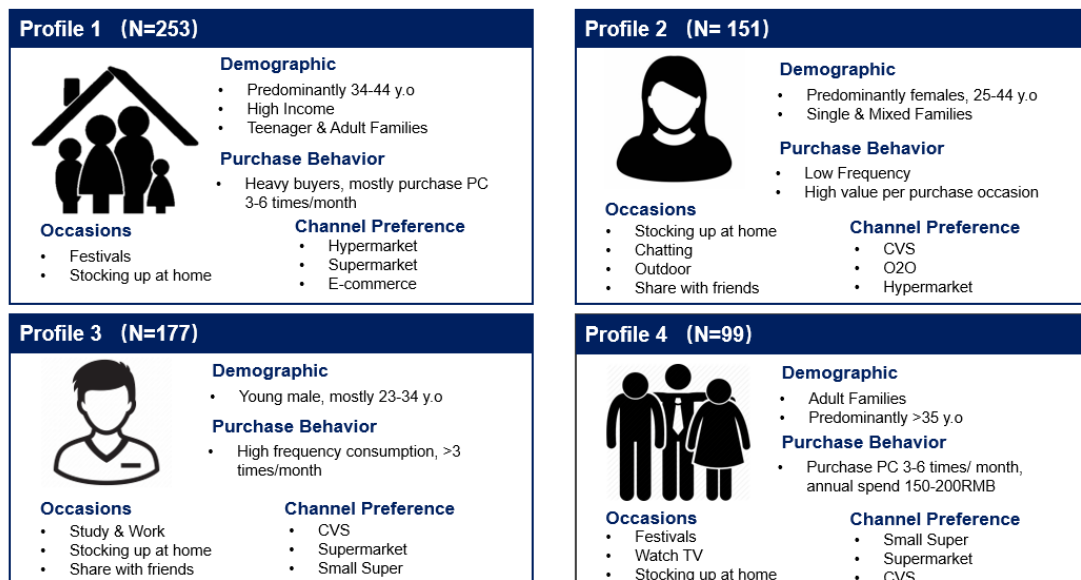 Profile 1 (N=253)
Demographic
• Predominantly 34-44 y.o
• High Income
• Teenager & Adult Families
Purchase Behavior
• Heavy buyers, mostly purchase PC
3-6 times/month
Occasions
• Festivals
• Stocking up at home
Channel Preference
• Hypermarket
• Supermarket
• E-commerce
Profile 2 (N= 151)
Demographic
• Predominantly females, 25-44 y.o
• Single & Mixed Families
Purchase Behavior
• Low Frequency
• High value per purchase occasion
Occasions
• Stocking up at home
• Chatting
• Outdoor
• Share with friends
Channel Preference
• CVS
• O2O
• Hypermarket
Profile 3 (N=177)
Demographic
• Young male, mostly 23-34 y.o
Purchase Behavior
• High frequency consumption, >3
times/month
Occasions
• Study & Work
• Stocking up at home
• Share with friends
Channel Preference
• CVS
• Supermarket
• Small Super
Profile 4 (N=99)
Demographic
• Adult Families
• Predominantly >35 y.o
Purchase Behavior
• Purchase PC 3-6 times/ month,
annual spend 150-200RMB
Occasions
• Festivals
• Watch TV
• Stocking up at home
Channel Preference
• Small Super
• Supermarket
• CVS